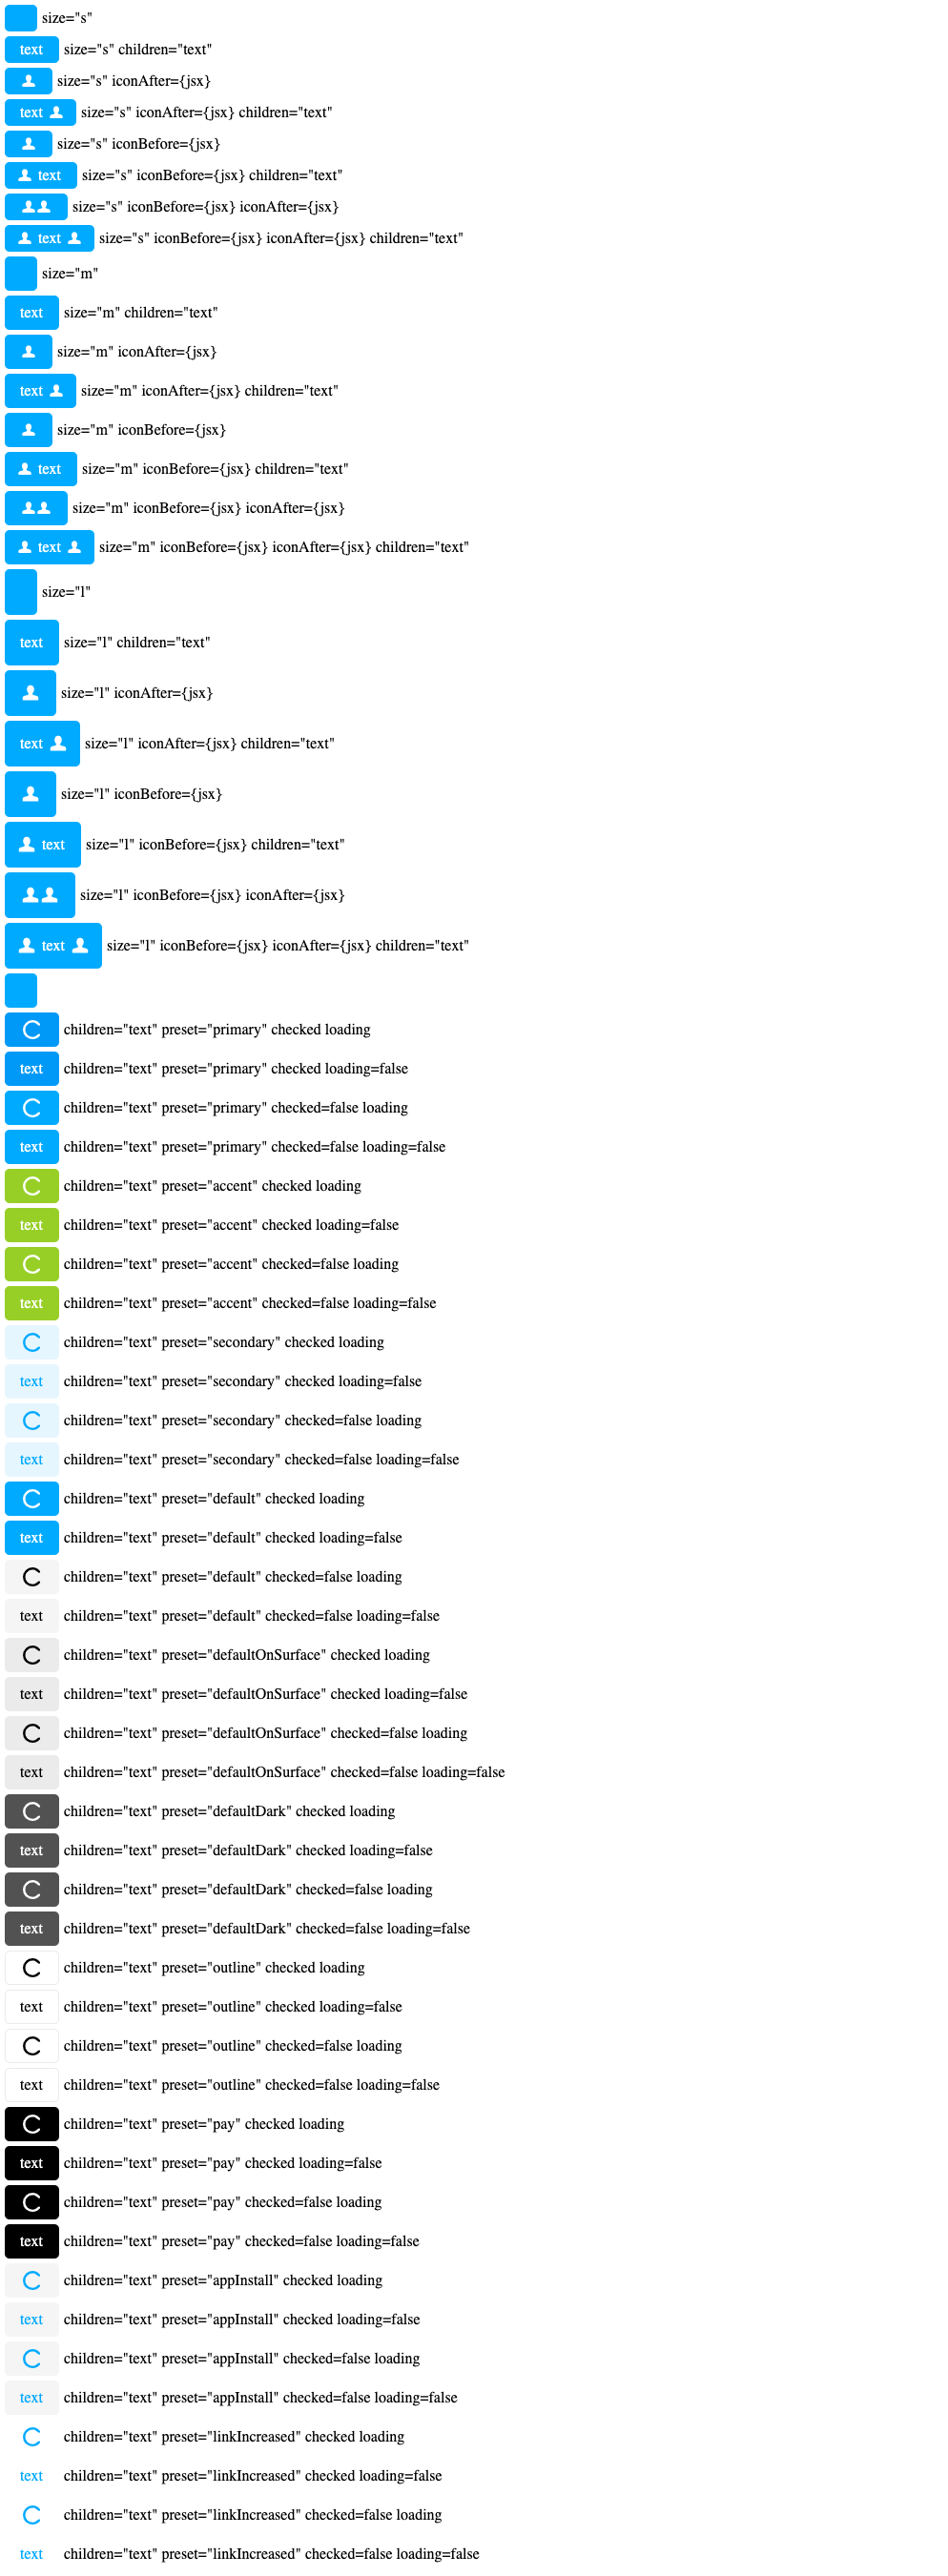 size="s"
text size="s" children="text"
size="s" iconAfter={jsx}
text size="s" iconAfter={jsx} children="text"
size="s" iconBefore={jsx}
text size="s" iconBefore={jsx} children="text"
size="s" iconBefore={jsx} iconAfter={jsx}
text size="s" iconBefore={jsx} iconAfter={jsx} children="text"
size="m"
text size="m" children="text"
size="m" iconAfter={jsx}
text size="m" iconAfter={jsx} children="text"
size="m" iconBefore={jsx}
text size="m" iconBefore={jsx} children="text"
size="m" iconBefore={jsx} iconAfter={jsx}
text size="m" iconBefore={jsx} iconAfter={jsx} children="text"
size="l"
text size="l" children="text"
size="l" iconAfter={jsx}
text size="l" iconAfter={jsx} children="text"
size="l" iconBefore={jsx}
text size="l" iconBefore={jsx} children="text"
size="l" iconBefore={jsx} iconAfter={jsx}
text size="l" iconBefore={jsx} iconAfter={jsx} children="text"
children="text" preset="primary" checked loading
text children="text" preset="primary" checked loading=false
children="text" preset="primary" checked=false loading
text children="text" preset="primary" checked=false loading=false
children="text" preset="accent" checked loading
text children="text" preset="accent" checked loading=false
children="text" preset="accent" checked=false loading
text children="text" preset="accent" checked=false loading=false
children="text" preset="secondary" checked loading
text children="text" preset="secondary" checked loading=false
children="text" preset="secondary" checked=false loading
text children="text" preset="secondary" checked=false loading=false
children="text" preset="default" checked loading
text children="text" preset="default" checked loading=false
children="text" preset="default" checked=false loading
text children="text" preset="default" checked=false loading=false
children="text" preset="defaultOnSurface" checked loading
text children="text" preset="defaultOnSurface" checked loading=false
children="text" preset="defaultOnSurface" checked=false loading
text children="text" preset="defaultOnSurface" checked=false loading=false
children="text" preset="defaultDark" checked loading
text children="text" preset="defaultDark" checked loading=false
children="text" preset="defaultDark" checked=false loading
text children="text" preset="defaultDark" checked=false loading=false
children="text" preset="outline" checked loading
text children="text" preset="outline" checked loading=false
children="text" preset="outline" checked=false loading
text children="text" preset="outline" checked=false loading=false
children="text" preset="pay" checked loading
text children="text" preset="pay" checked loading=false
children="text" preset="pay" checked=false loading
text children="text" preset="pay" checked=false loading=false
children="text" preset="appInstall" checked loading
text children="text" preset="appInstall" checked loading=false
children="text" preset="appInstall" checked=false loading
text children="text" preset="appInstall" checked=false loading=false
children="text" preset="linkIncreased" checked loading
text children="text" preset="linkIncreased" checked loading=false
children="text" preset="linkIncreased" checked=false loading
text children="text" preset="linkIncreased" checked=false loading=false